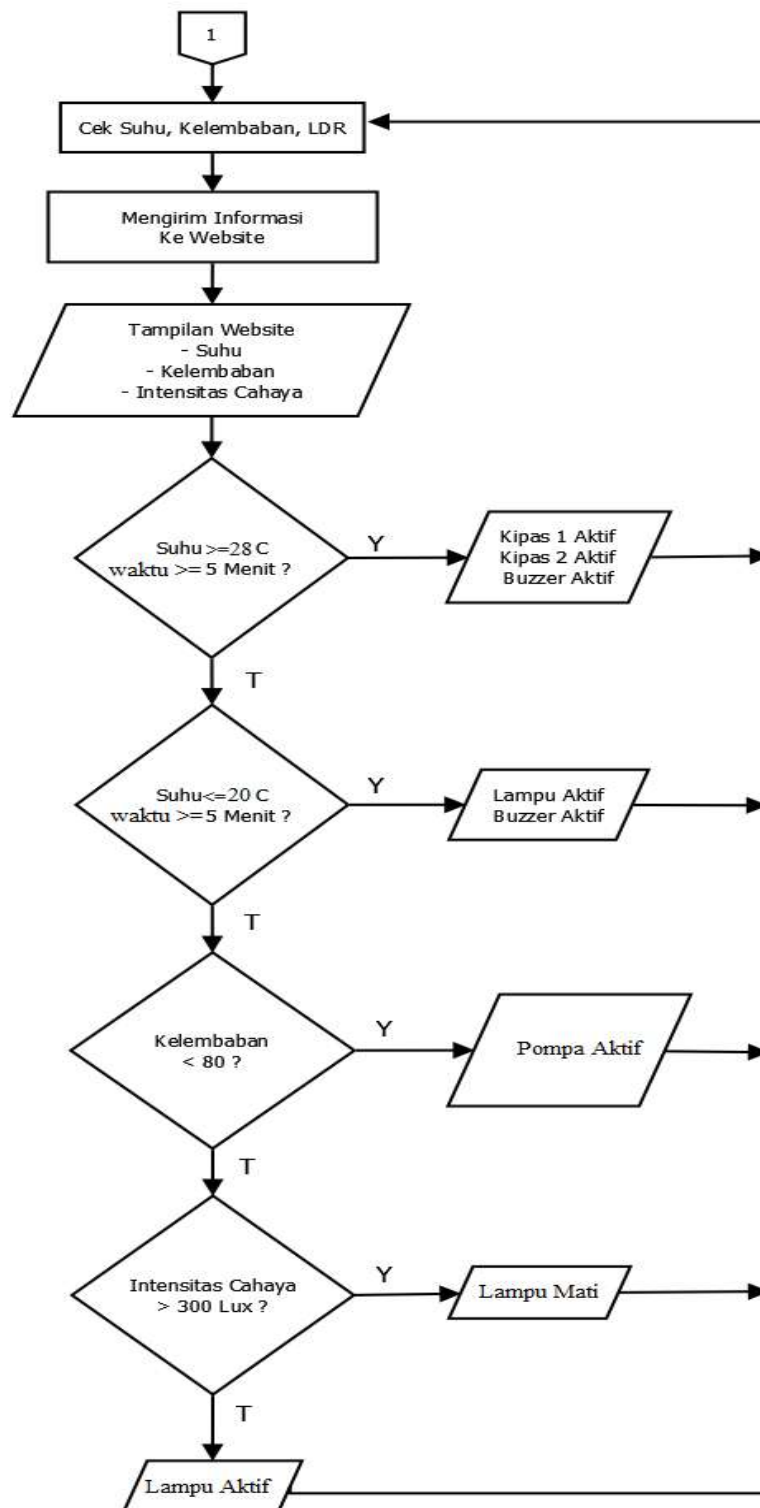 1
Cek Suhu, Kelembaban, LDR
Mengirim Informasi
Ke Website
Tampilan Website
- Suhu
- Kelembaban
- Intensitas Cahaya
Suhu >=28 C
waktu >= 5 Menit ?
Y
Kipas 1 Aktif
Kipas 2 Aktif
Buzzer Aktif
T
Suhu<=20 C
waktu >= 5 Menit ?
Y
Lampu Aktif
Buzzer Aktif
T
Kelembaban
< 80 ?
Y
Pompa Aktif
T
Intensitas Cahaya
> 300 Lux ?
Y
Lampu Mati
T
Lampu Aktif